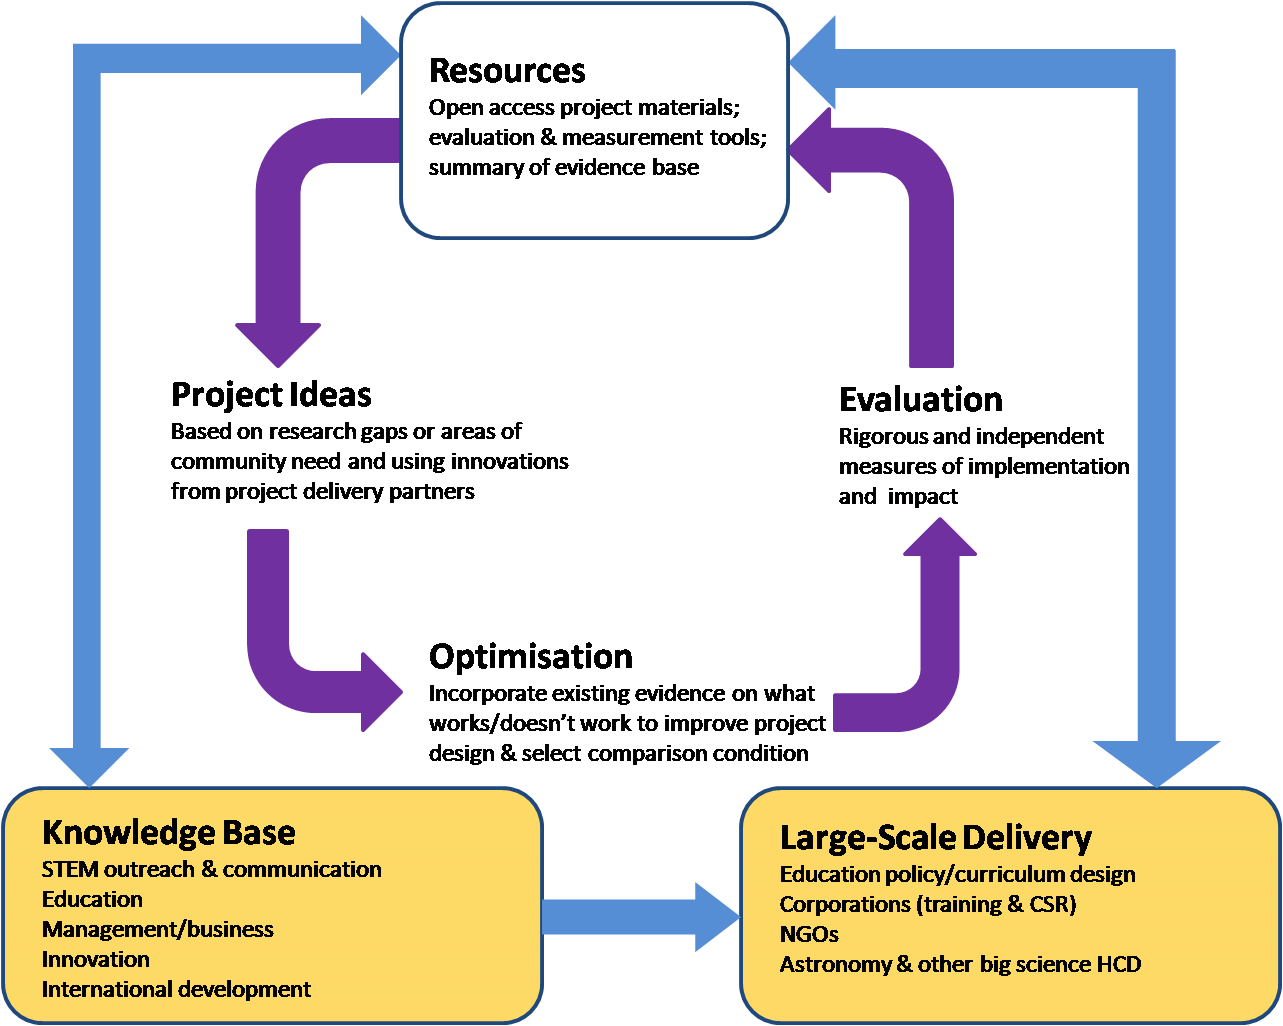 Resources
Open access project materials;
evaluation & measurement tools;
summary of evidence base
Project Ideas
Based on research gaps or areas of
community need and using innovations
from project delivery partners
Evaluation
Rigorous and independent
measures of implementation
and  impact
Optimisation
Incorporate existing evidence on what
works/doesn’t work to improve project
design & select comparison condition
Knowledge Base
STEM outreach & communication
Education
Management/business
Innovation
International development
Large-Scale Delivery
Education policy/curriculum design
Corporations (training & CSR)
NGOs
Astronomy & other big science HCD